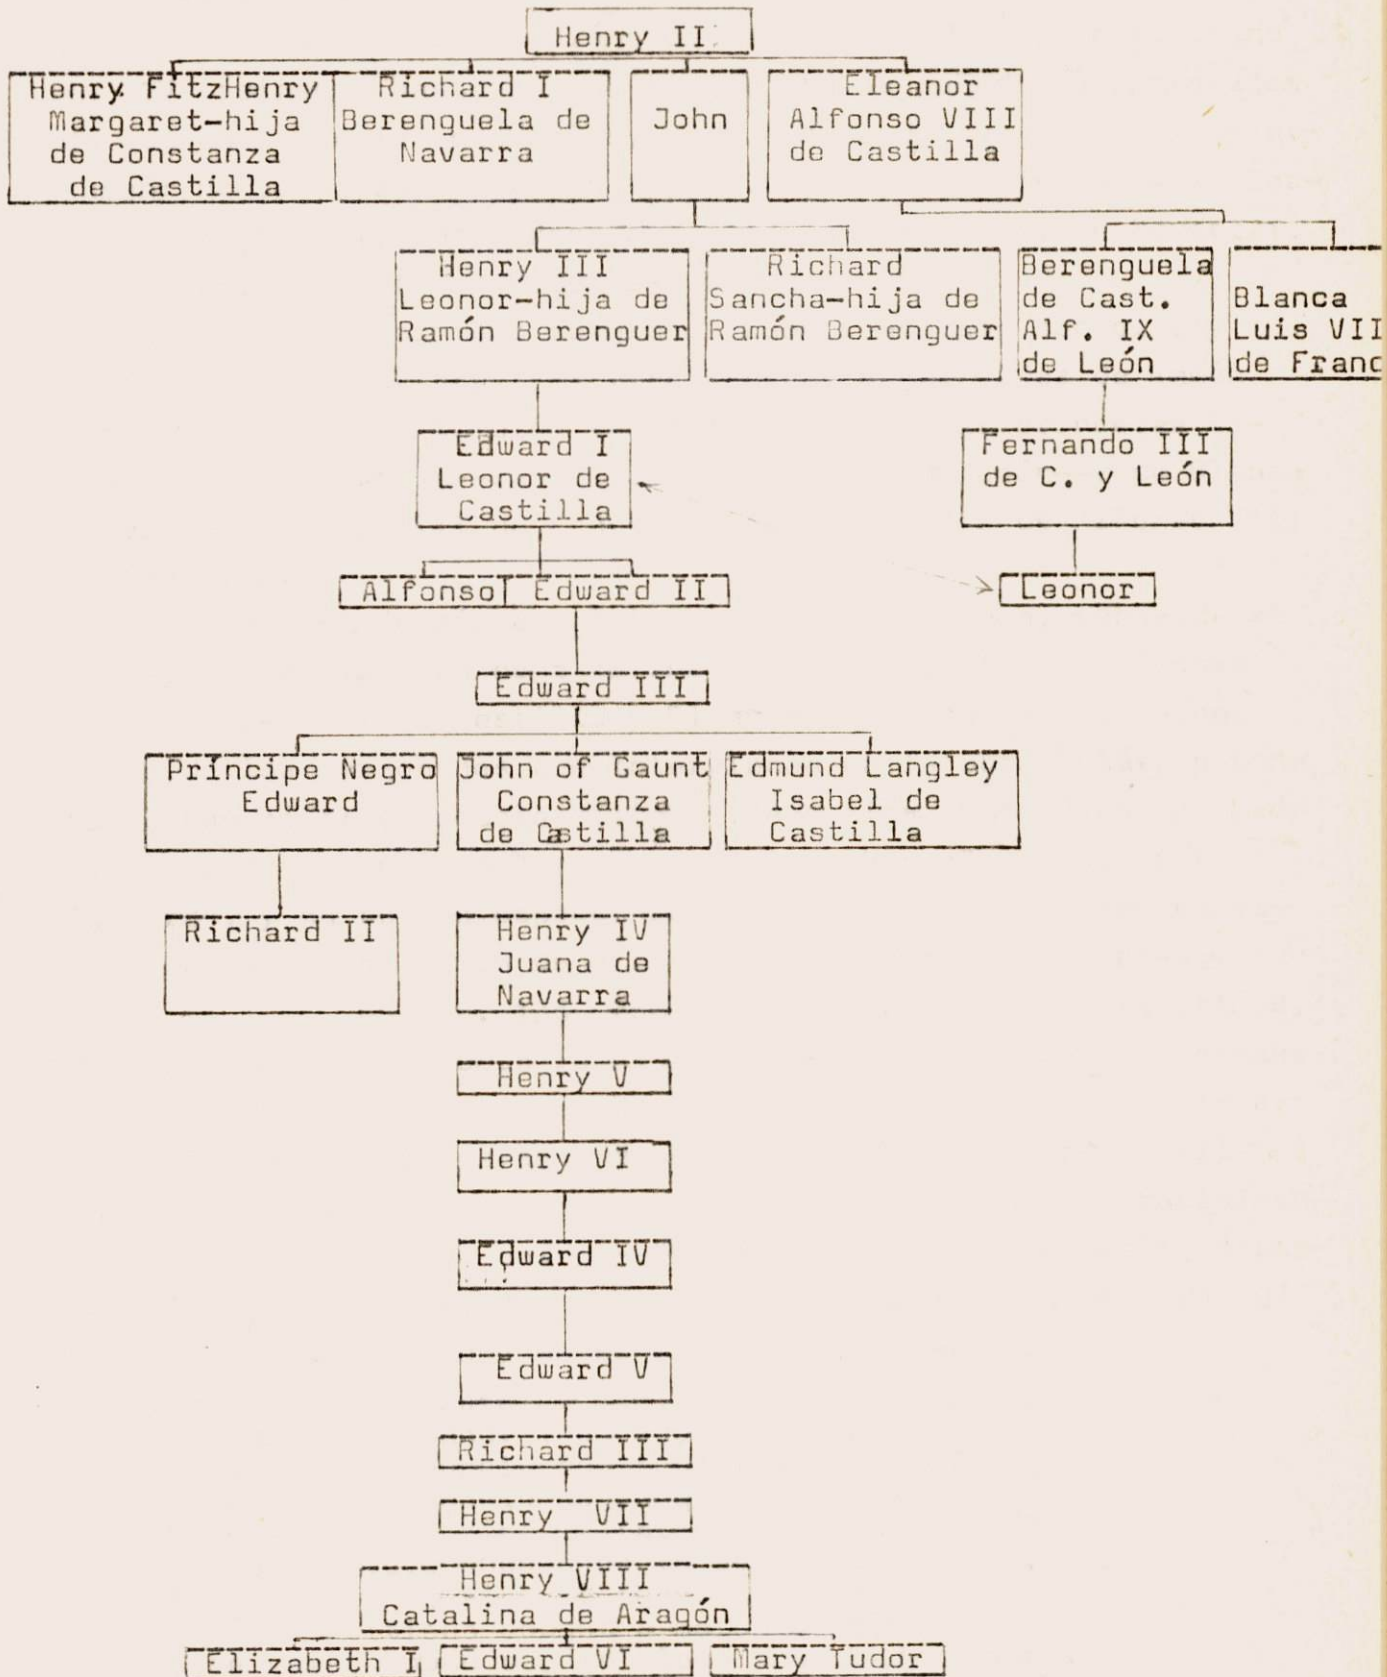 Henry II
Henry FitzHenry
Margaret-hija
de Constanza
de Castilla
Richard I
Berenguela de
Navarra
John
Eleanor
Alfonso VIII
de Castilla
Henry III
Leonor-hija de
Ramón Berenguer
Richard
Sancha-hija de
Ramón Berenguer
Berenguela
de Cast.
Alf. IX
de León
Blanca
Luis VII
de Franc
Edward I
Leonor de
Castilla
Fernando III
de C. y León
Alfonso
Edward II
Leonor
Edward III
Príncipe Negro
Edward
John of Gaunt
Constanza
de Castilla
Edmund Langley
Isabel de
Castilla
Richard II
Henry IV
Juana de
Navarra
Henry V
Henry VI
Edward IV
Edward V
Richard III
Henry VII
Henry VIII
Catalina de Aragón
Elizabeth I
Edward VI
Mary Tudor